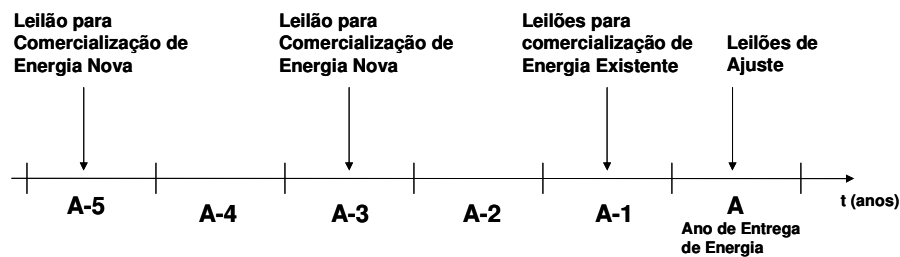 Leilão para
Comercialização de
Energia Nova
Leilão para
Comercialização de
Energia Nova
Leilões para
comercialização de
Energia Existente
Leilões de
Ajuste
A-5
A-4
A-3
A-2
A-1
A
Ano de Entrega
de Energia
t (anos)